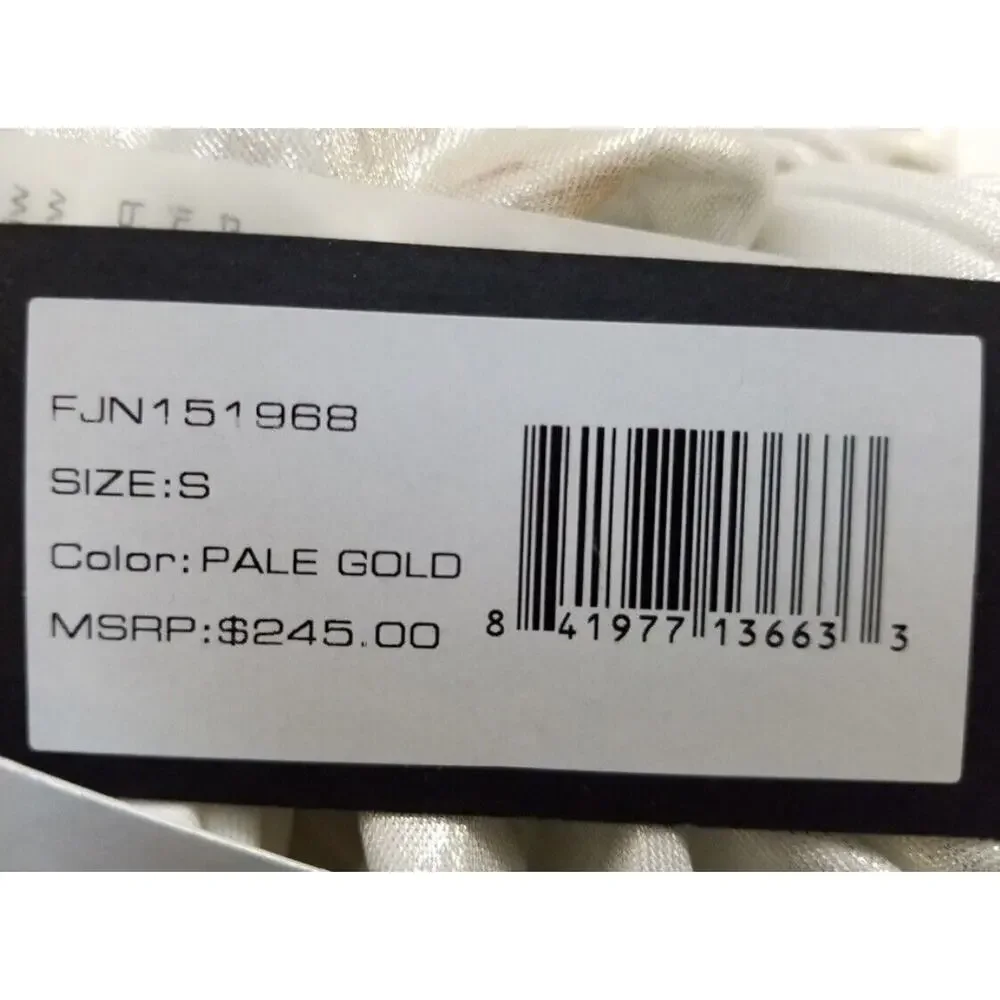 FJN151968
SIZE:S
Color: PALE GOLD
MSRP:$245.00
8 41977 13663 3